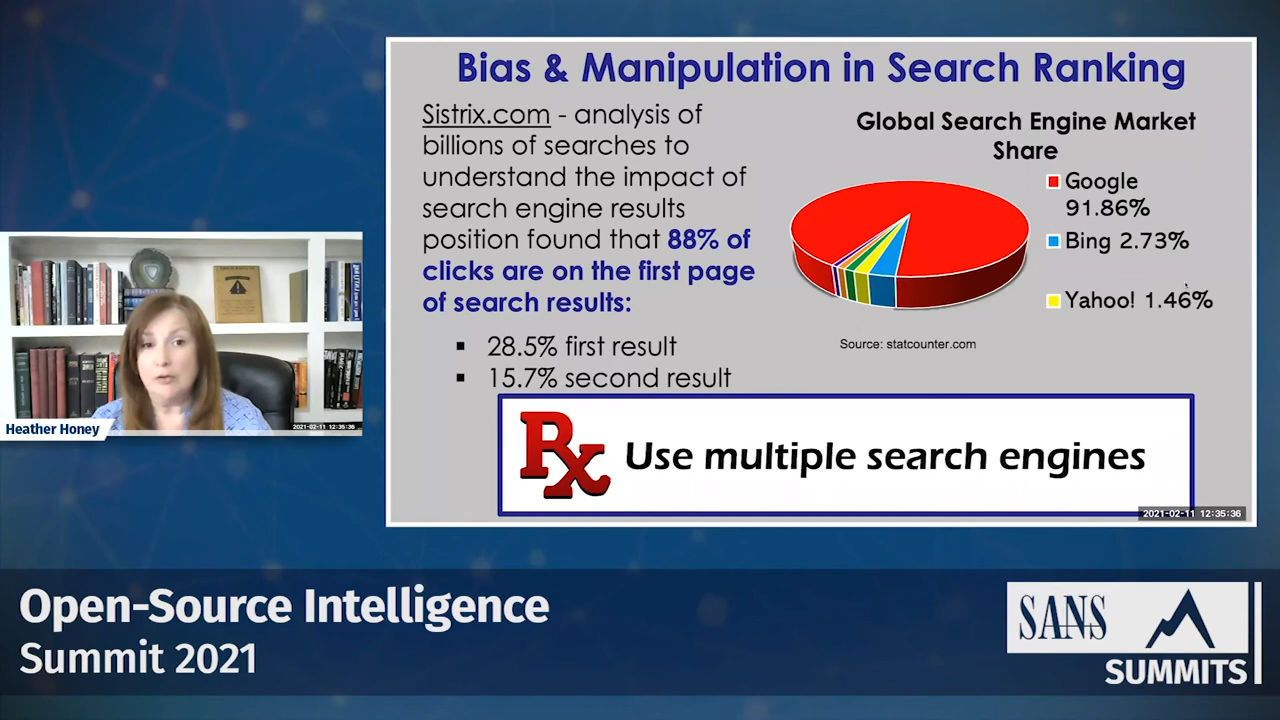 Bias & Manipulation in Search Ranking
Sistrix.com - analysis of
billions of searches to
understand the impact of
search engine results
position found that 88% of
clicks are on the first page
of search results:
▪ 28.5% first result
▪ 15.7% second result
Global Search Engine Market
Share
Google
91.86%
Bing 2.73%
Yahoo! 1.46%
Source: statcounter.com
Rx Use multiple search engines
2021-02-11 12:35:36
Heather Honey
2021-02-11 12:35:36
Open-Source Intelligence
Summit 2021
SANS
SUMMITS